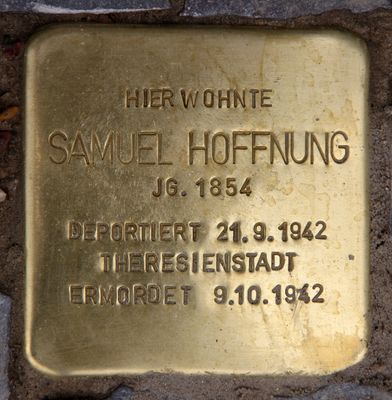 HIER WOHNTE
SAMUEL HOFFNUNG
JG. 1854
DEPORTIERT 21.9.1942
THERESIENSTADT
ERMORDET 9.10.1942